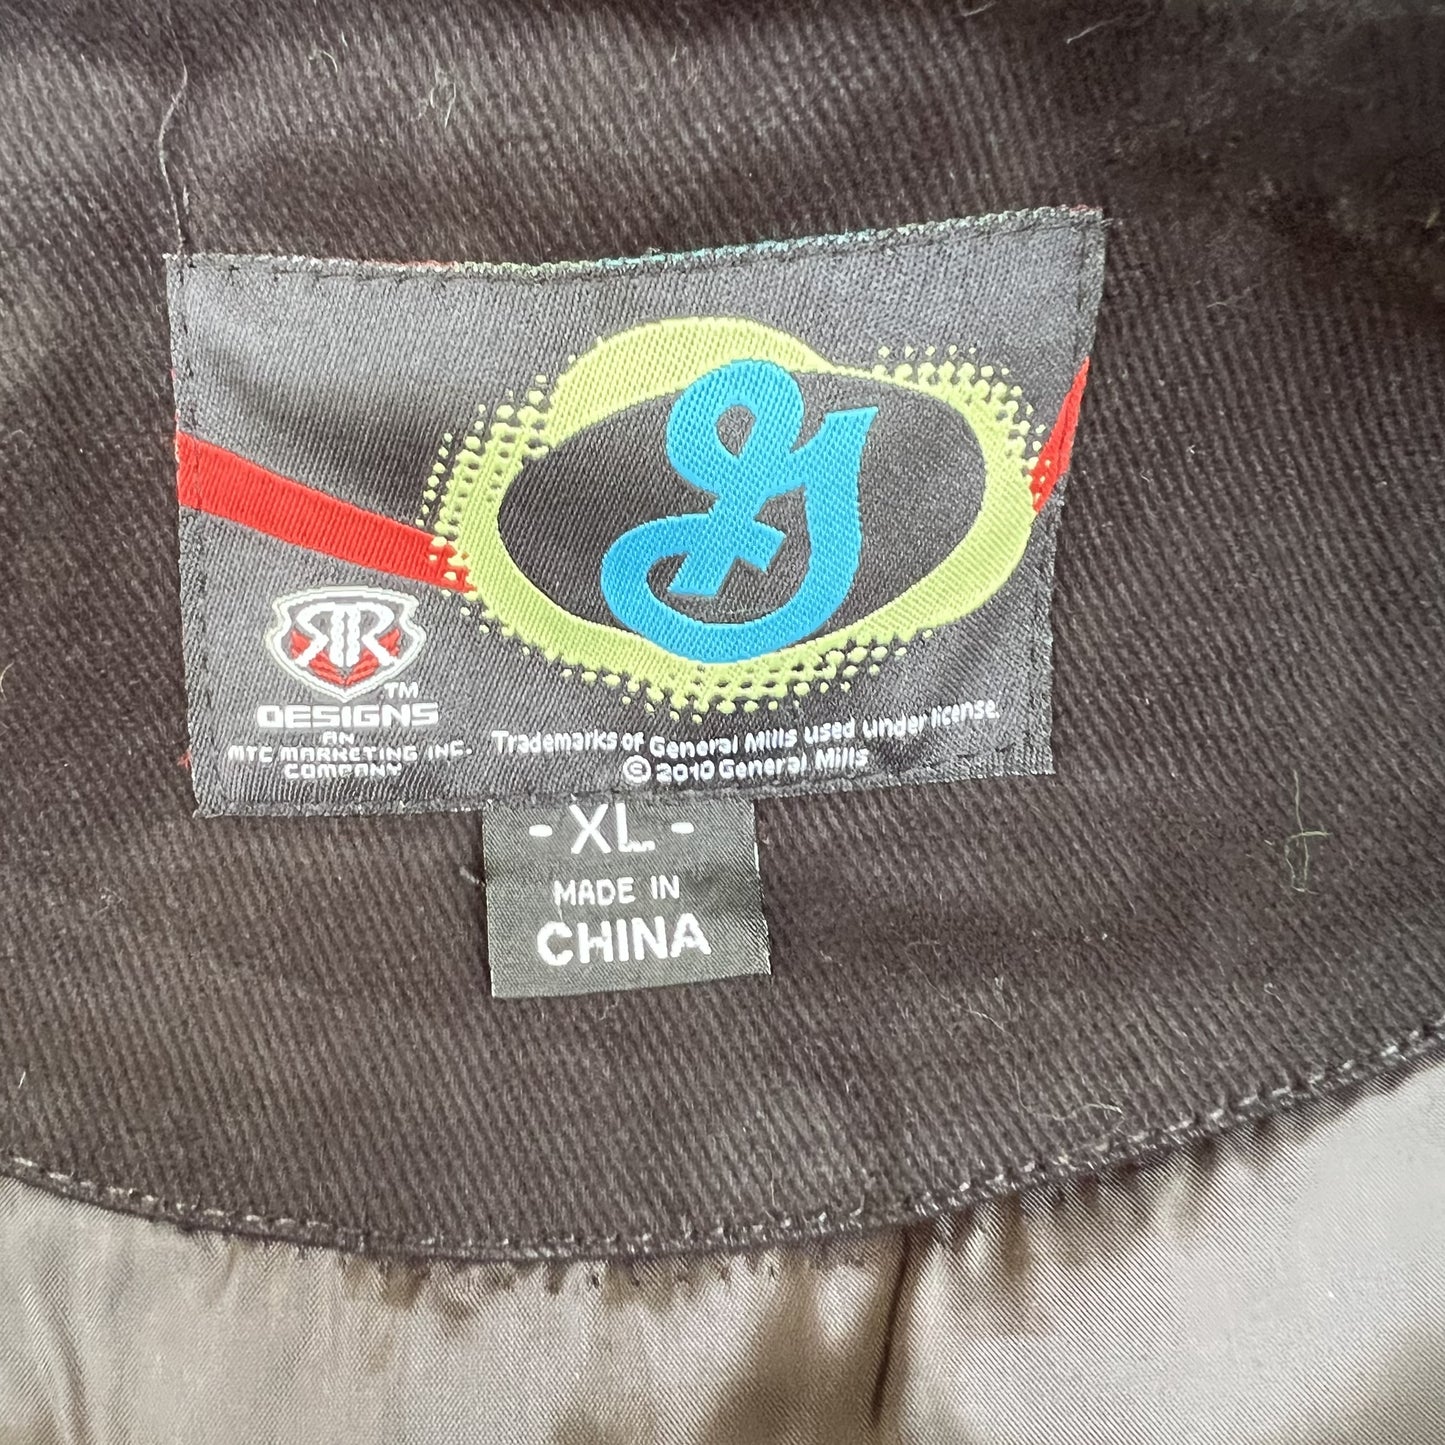 G
RR
TM
DESIGNS
AN
MTC MARKETING INC.
COMPANY
Trademarks of General Mills used under license.
© 2010 General Mills
- XL -
MADE IN
CHINA